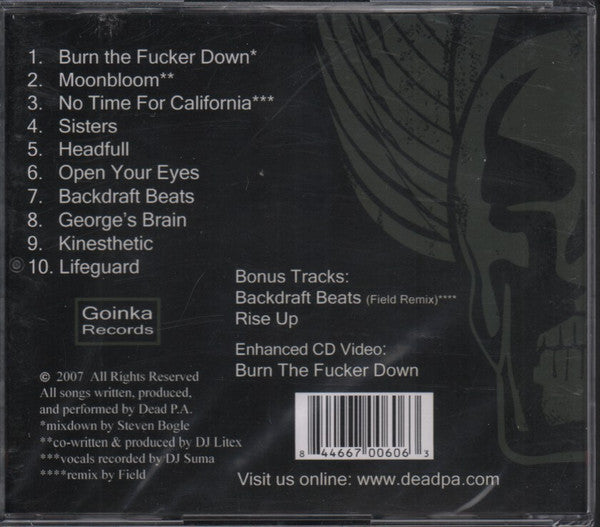 1. Burn the Fucker Down*
2. Moonbloom**
3. No Time For California***
4. Sisters
5. Headfull
6. Open Your Eyes
7. Backdraft Beats
8. George's Brain
9. Kinesthetic
10. Lifeguard
Bonus Tracks:
Backdraft Beats (Field Remix)****
Rise Up
Enhanced CD Video:
Burn The Fucker Down
Goinka
Records
© 2007 All Rights Reserved
All songs written, produced,
and performed by Dead P.A.
*mixdown by Steven Bogle
**co-written & produced by DJ Litex
***vocals recorded by DJ Suma
****remix by Field
8 44667 00606 3
Visit us online: www.deadpa.com